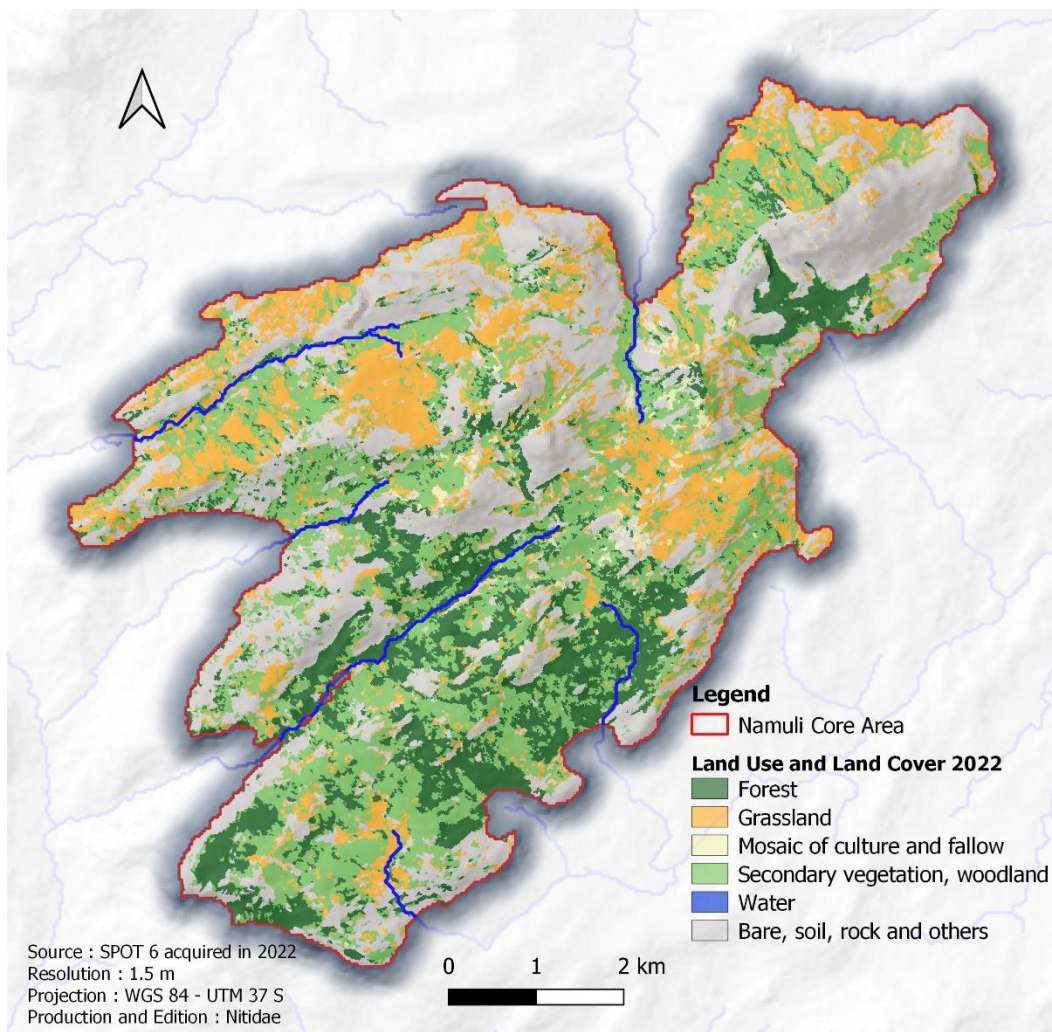 Legend
Namuli Core Area
Land Use and Land Cover 2022
Forest
Grassland
Mosaic of culture and fallow
Secondary vegetation, woodland
Water
Bare, soil, rock and others
Source : SPOT 6 acquired in 2022
Resolution : 1.5 m
Projection : WGS 84 - UTM 37 S
Production and Edition : Nitidae
0 1 2 km